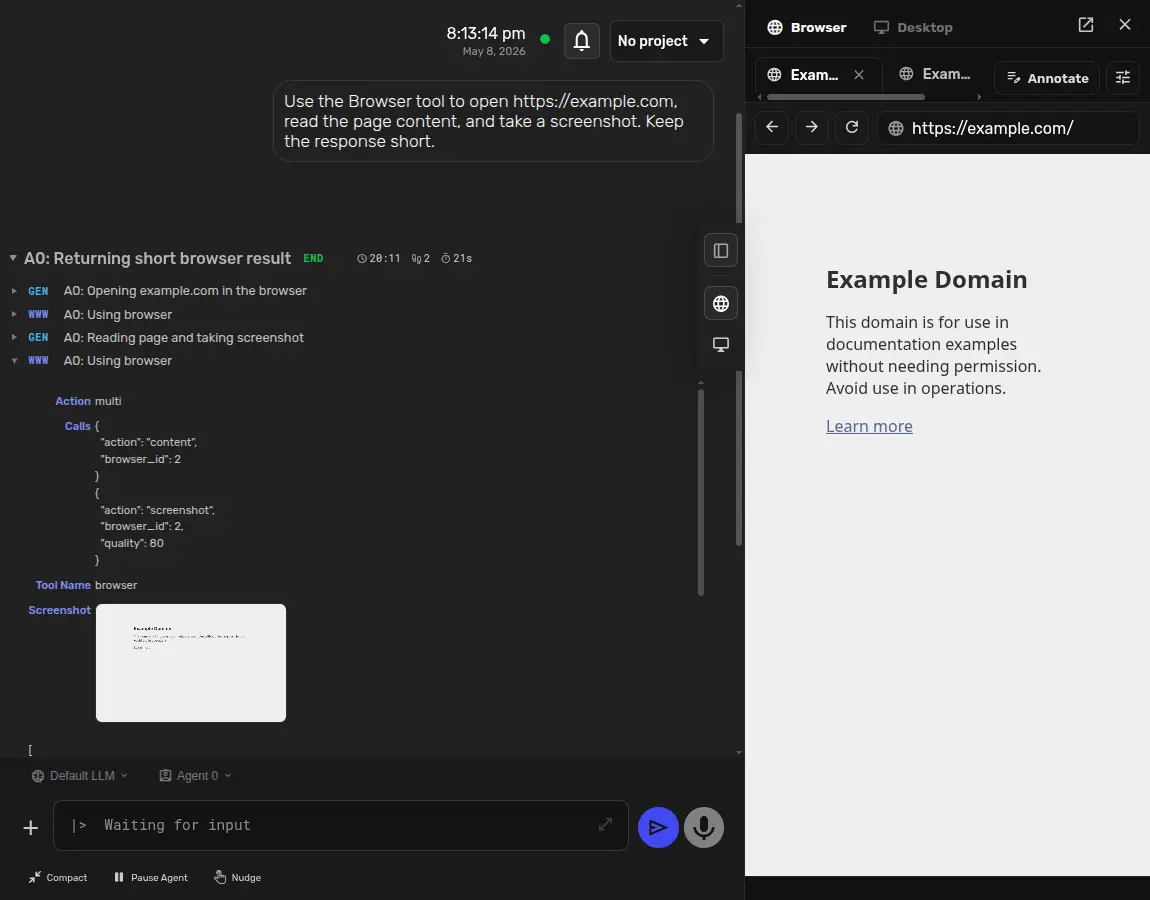 8:13:14 pm
May 8, 2026
No project
Use the Browser tool to open https://example.com,
read the page content, and take a screenshot. Keep
the response short.
A0: Returning short browser result END 20:11 2 21s
GEN A0: Opening example.com in the browser
WWW A0: Using browser
GEN A0: Reading page and taking screenshot
WWW A0: Using browser
Action multi
Calls {
"action": "content",
"browser_id": 2
}
{
"action": "screenshot",
"browser_id": 2,
"quality": 80
}
Tool Name browser
Screenshot
Example Domain
[
Default LLM Agent 0
|> Waiting for input
Compact Pause Agent Nudge
Browser Desktop
Exam... Exam... Annotate
https://example.com/
Example Domain
This domain is for use in
documentation examples
without needing permission.
Avoid use in operations.
Learn more